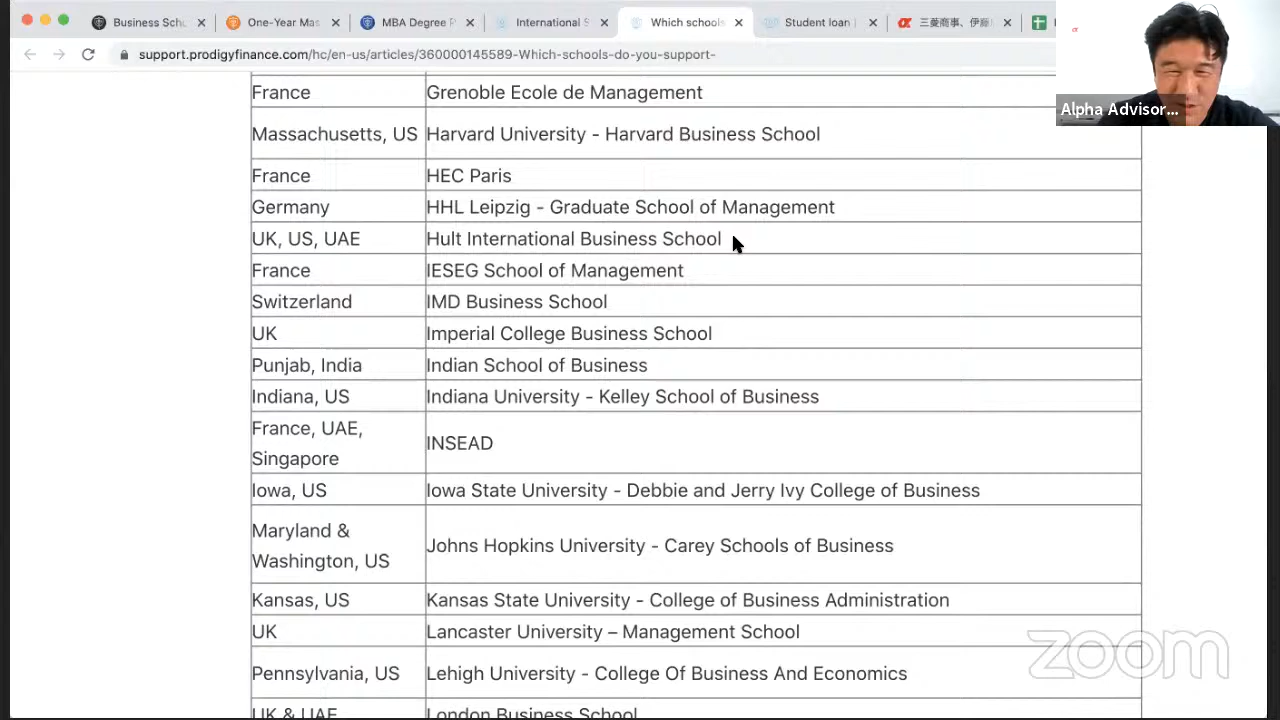 Business Schu
One-Year Mas
MBA Degree P
International S
Which schools
Student loan
三菱商事、伊藤
support.prodigyfinance.com/hc/en-us/articles/360000145589-Which-schools-do-you-support-
Alpha Advisor...
France Grenoble Ecole de Management
Massachusetts, US Harvard University - Harvard Business School
France HEC Paris
Germany HHL Leipzig - Graduate School of Management
UK, US, UAE Hult International Business School
France IESEG School of Management
Switzerland IMD Business School
UK Imperial College Business School
Punjab, India Indian School of Business
Indiana, US Indiana University - Kelley School of Business
France, UAE,
Singapore
INSEAD
Iowa, US Iowa State University - Debbie and Jerry Ivy College of Business
Maryland &
Washington, US
Johns Hopkins University - Carey Schools of Business
Kansas, US Kansas State University - College of Business Administration
UK Lancaster University – Management School
Pennsylvania, US Lehigh University - College Of Business And Economics
UK & UAE London Business School
zoom